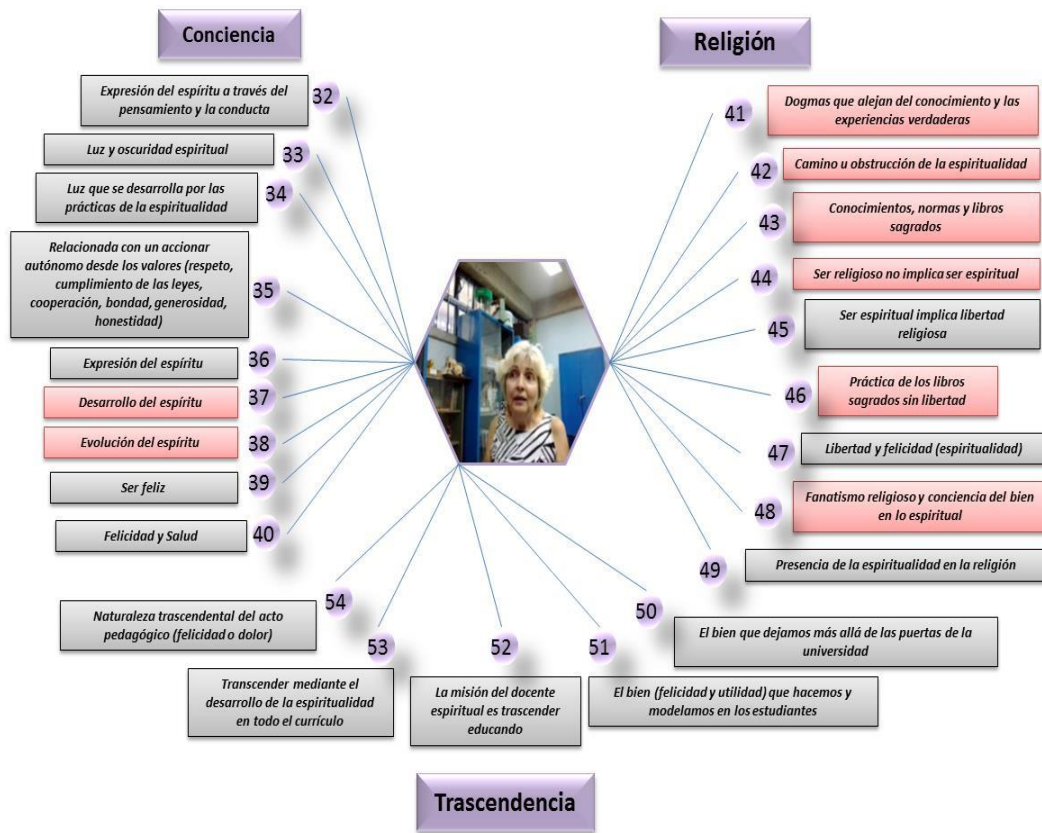 Conciencia
Expresión del espíritu a través del
pensamiento y la conducta
32
Luz y oscuridad espiritual
33
Luz que se desarrolla por las
prácticas de la espiritualidad
34
Relacionada con un accionar
autónomo desde los valores (respeto,
cumplimiento de las leyes,
cooperación, bondad, generosidad,
honestidad)
35
Expresión del espíritu
36
Desarrollo del espíritu
37
Evolución del espíritu
38
Ser feliz
39
Felicidad y Salud
40
Religión
41
Dogmas que alejan del conocimiento y las
experiencias verdaderas
42
Camino u obstrucción de la espiritualidad
43
Conocimientos, normas y libros
sagrados
44
Ser religioso no implica ser espiritual
45
Ser espiritual implica libertad
religiosa
46
Práctica de los libros
sagrados sin libertad
47
Libertad y felicidad (espiritualidad)
48
Fanatismo religioso y conciencia del bien
en lo espiritual
49
Presencia de la espiritualidad en la religión
50
El bien que dejamos más allá de las puertas de la
universidad
51
El bien (felicidad y utilidad) que hacemos y
modelamos en los estudiantes
52
La misión del docente
espiritual es trascender
educando
53
Transcender mediante el
desarrollo de la espiritualidad
en todo el currículo
54
Naturaleza trascendental del acto
pedagógico (felicidad o dolor)
Trascendencia